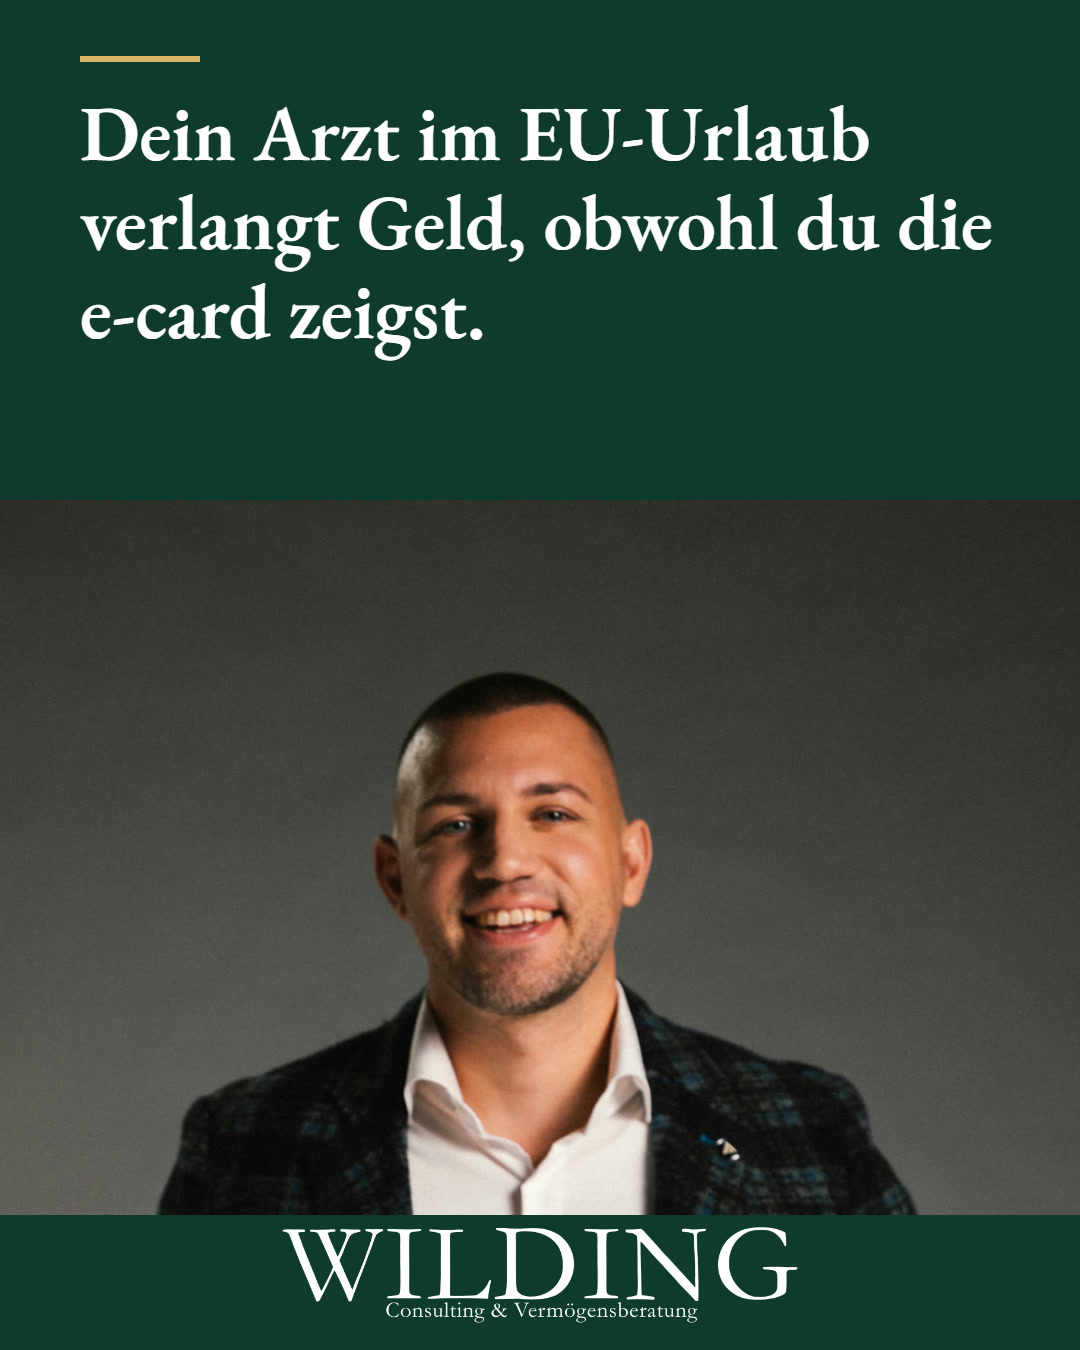 Dein Arzt im EU-Urlaub
verlangt Geld, obwohl du die
e-card zeigst.
WILDING
Consulting & Vermögensberatung